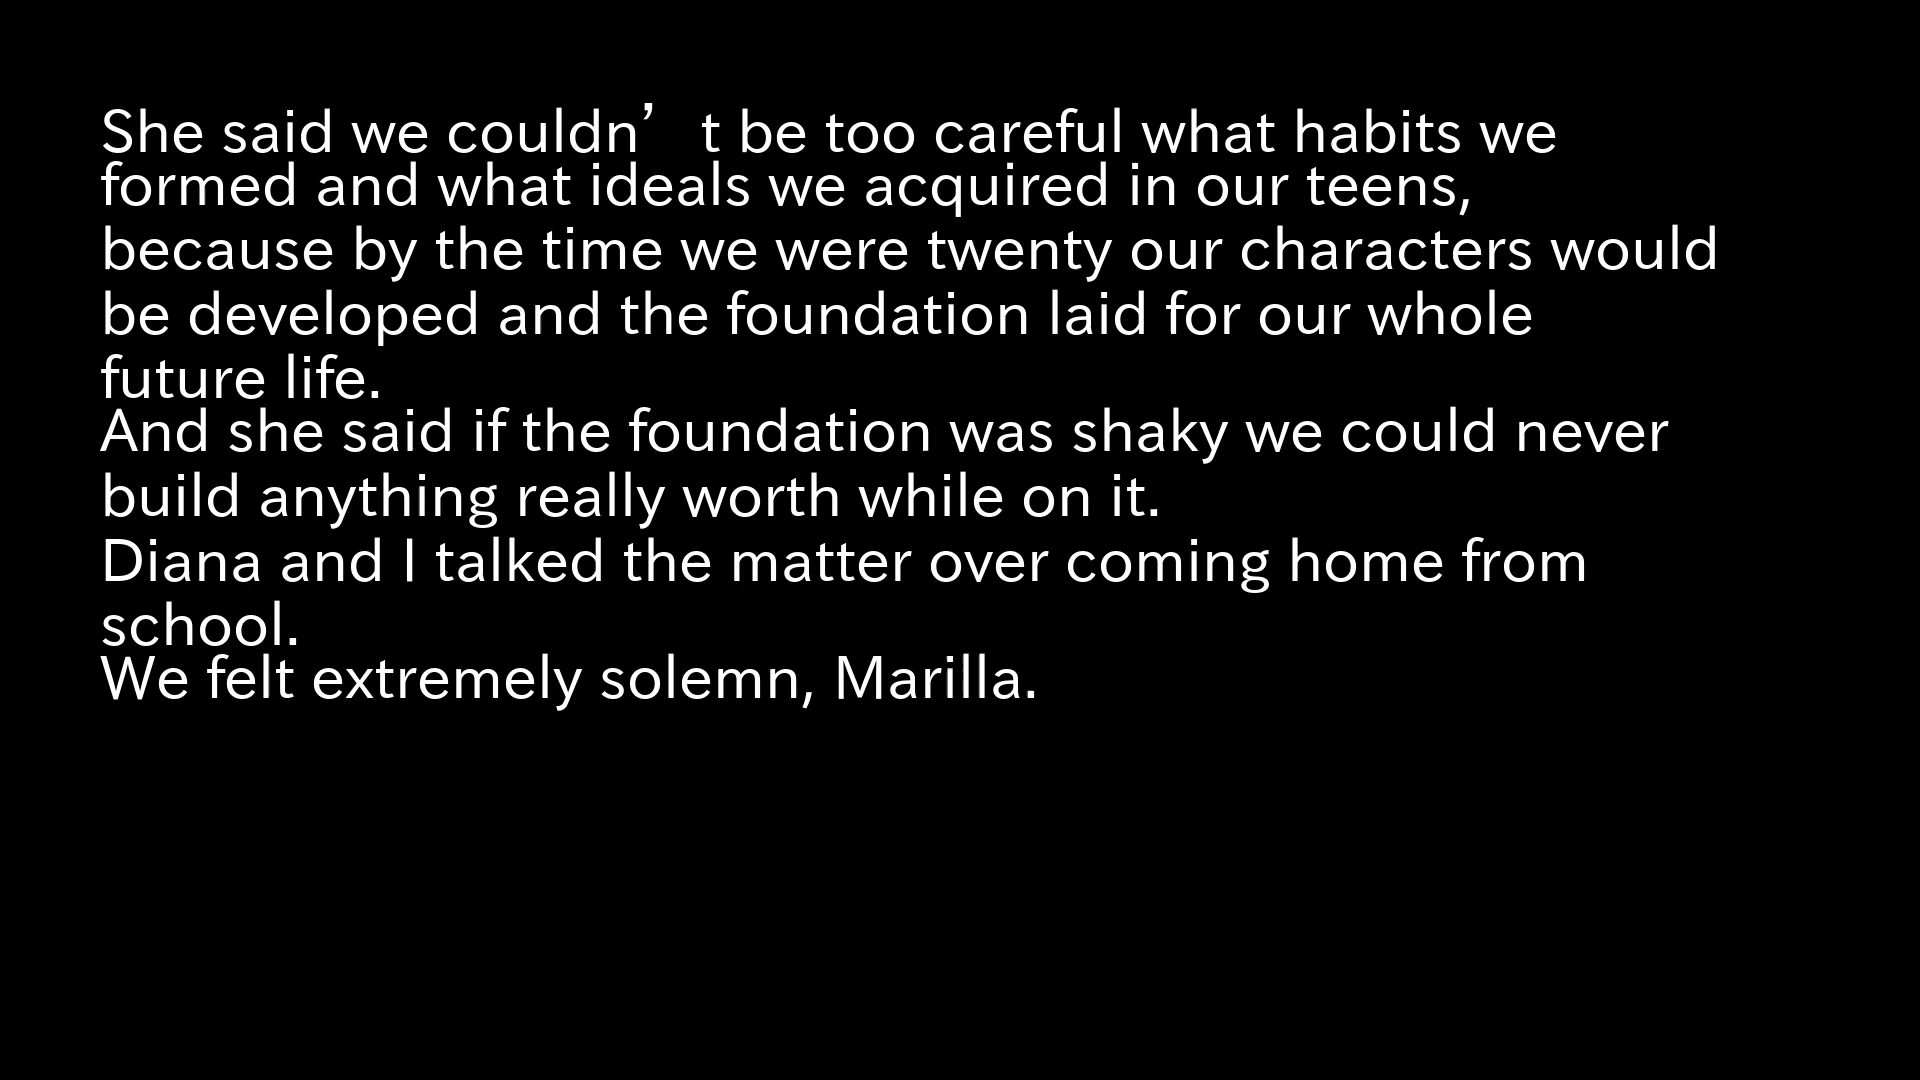 She said we couldn’t be too careful what habits we
formed and what ideals we acquired in our teens,
because by the time we were twenty our characters would
be developed and the foundation laid for our whole
future life.
And she said if the foundation was shaky we could never
build anything really worth while on it.
Diana and I talked the matter over coming home from
school.
We felt extremely solemn, Marilla.